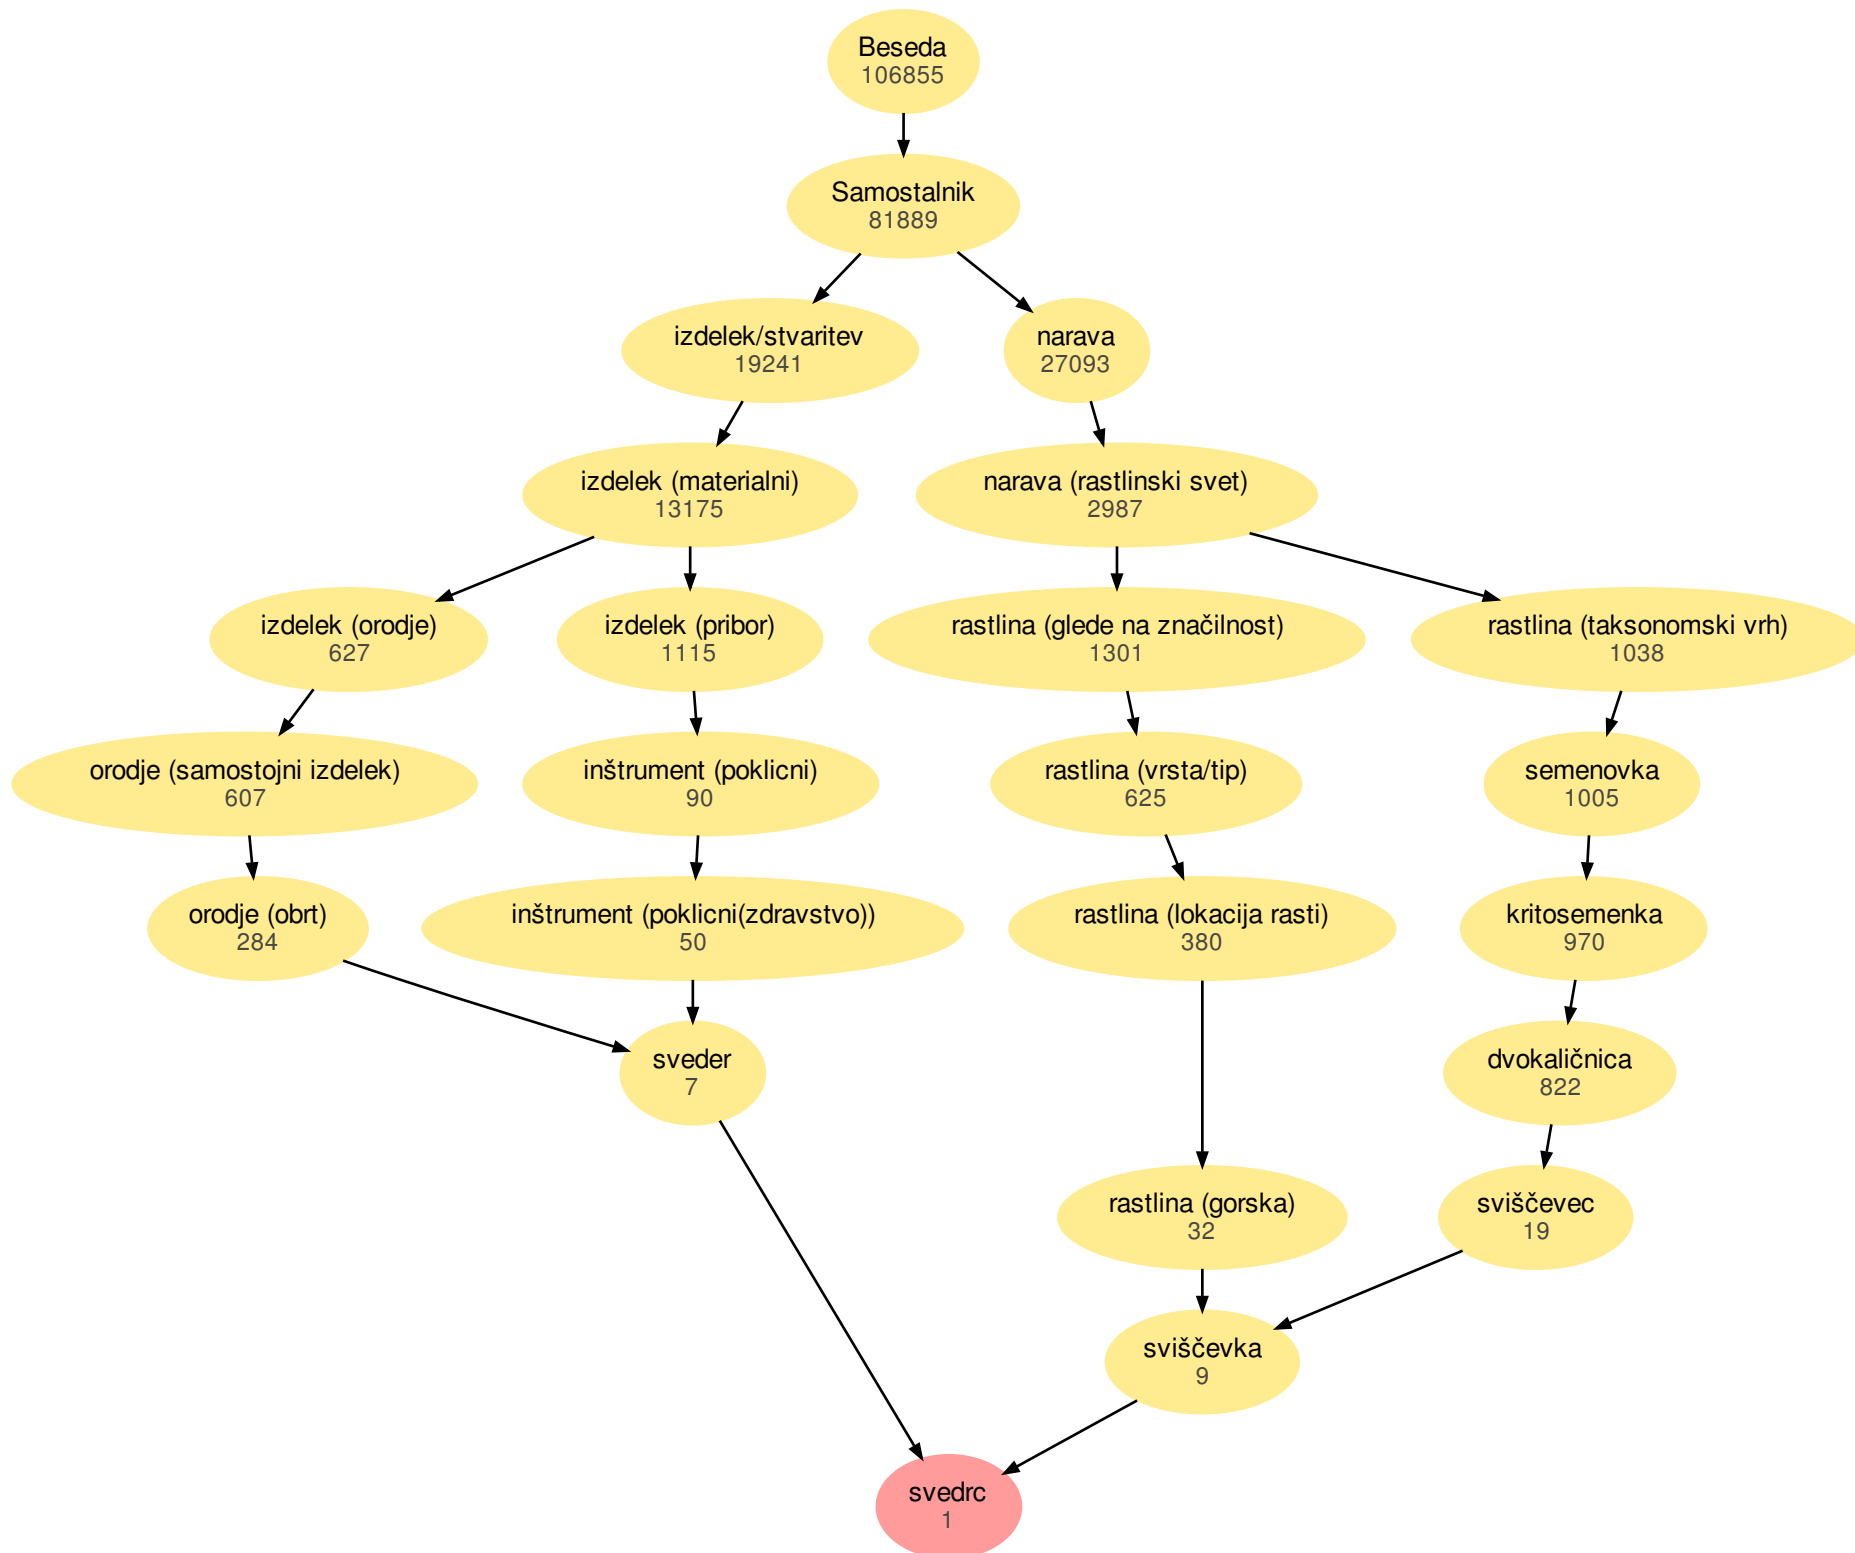 Beseda
106855
Samostalnik
81889
izdelek/stvaritev
19241
narava
27093
izdelek (materialni)
13175
narava (rastlinski svet)
2987
izdelek (orodje)
627
izdelek (pribor)
1115
rastlina (glede na značilnost)
1301
rastlina (taksonomski vrh)
1038
orodje (samostojni izdelek)
607
inštrument (poklicni)
90
rastlina (vrsta/tip)
625
semenovka
1005
orodje (obrt)
284
inštrument (poklicni(zdravstvo))
50
rastlina (lokacija rasti)
380
kritosemenka
970
sveder
7
dvokaličnica
822
rastlina (gorska)
32
sviščevec
19
sviščevka
9
svedrc
1